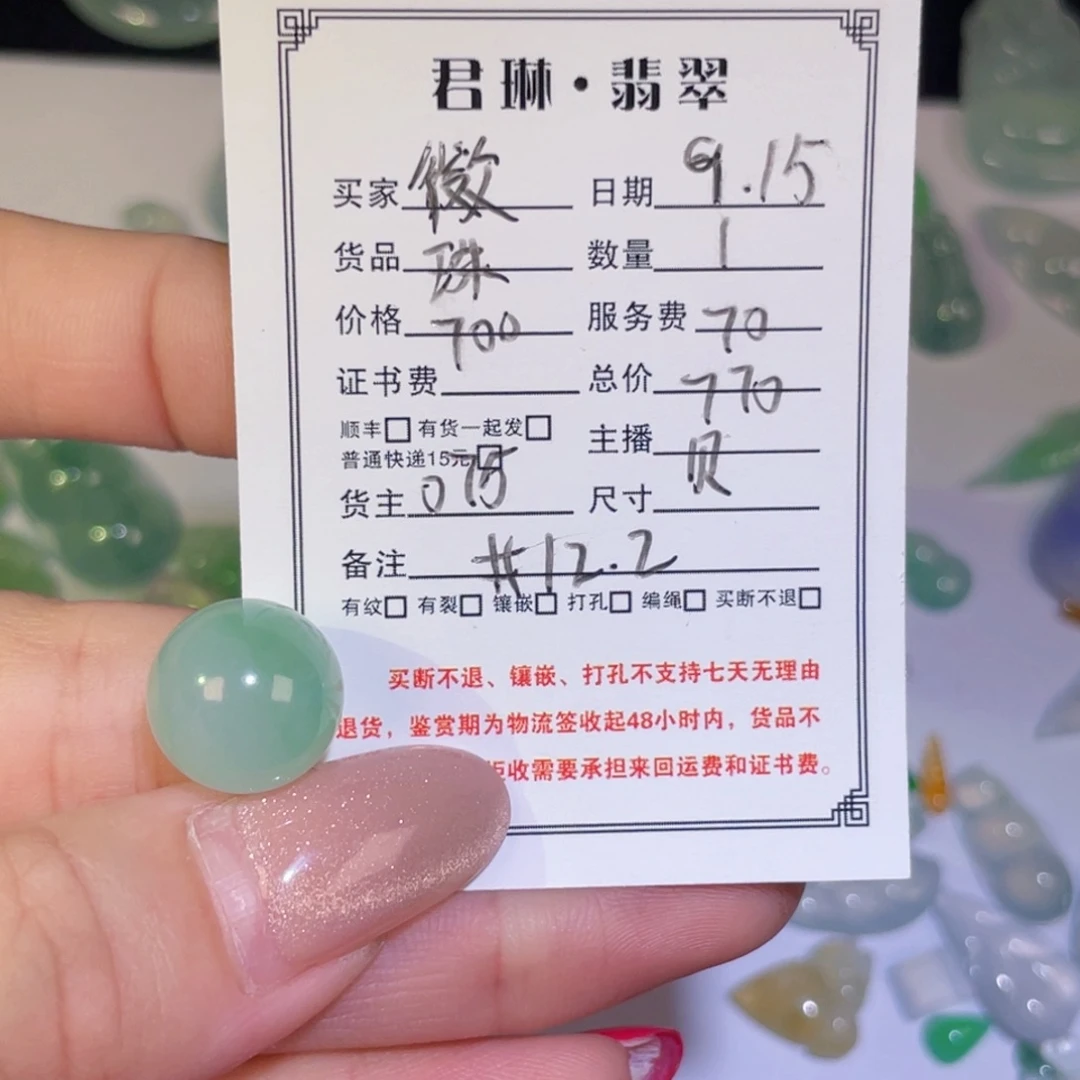 君琳·翡翠
买家 日期 9.15
货品 珠 数量 1
价格 700 服务费 70
证书费 总价 770
顺丰 有货一起发
普通快递15元 主播 贝
货主 075 尺寸
备注 #12.2
有纹 有裂 镶嵌 打孔 编绳 买断不退
买断不退、镶嵌、打孔不支持七天无理由
退货，鉴赏期为物流签收起48小时内，货品不
收需要承担来回运费和证书费。